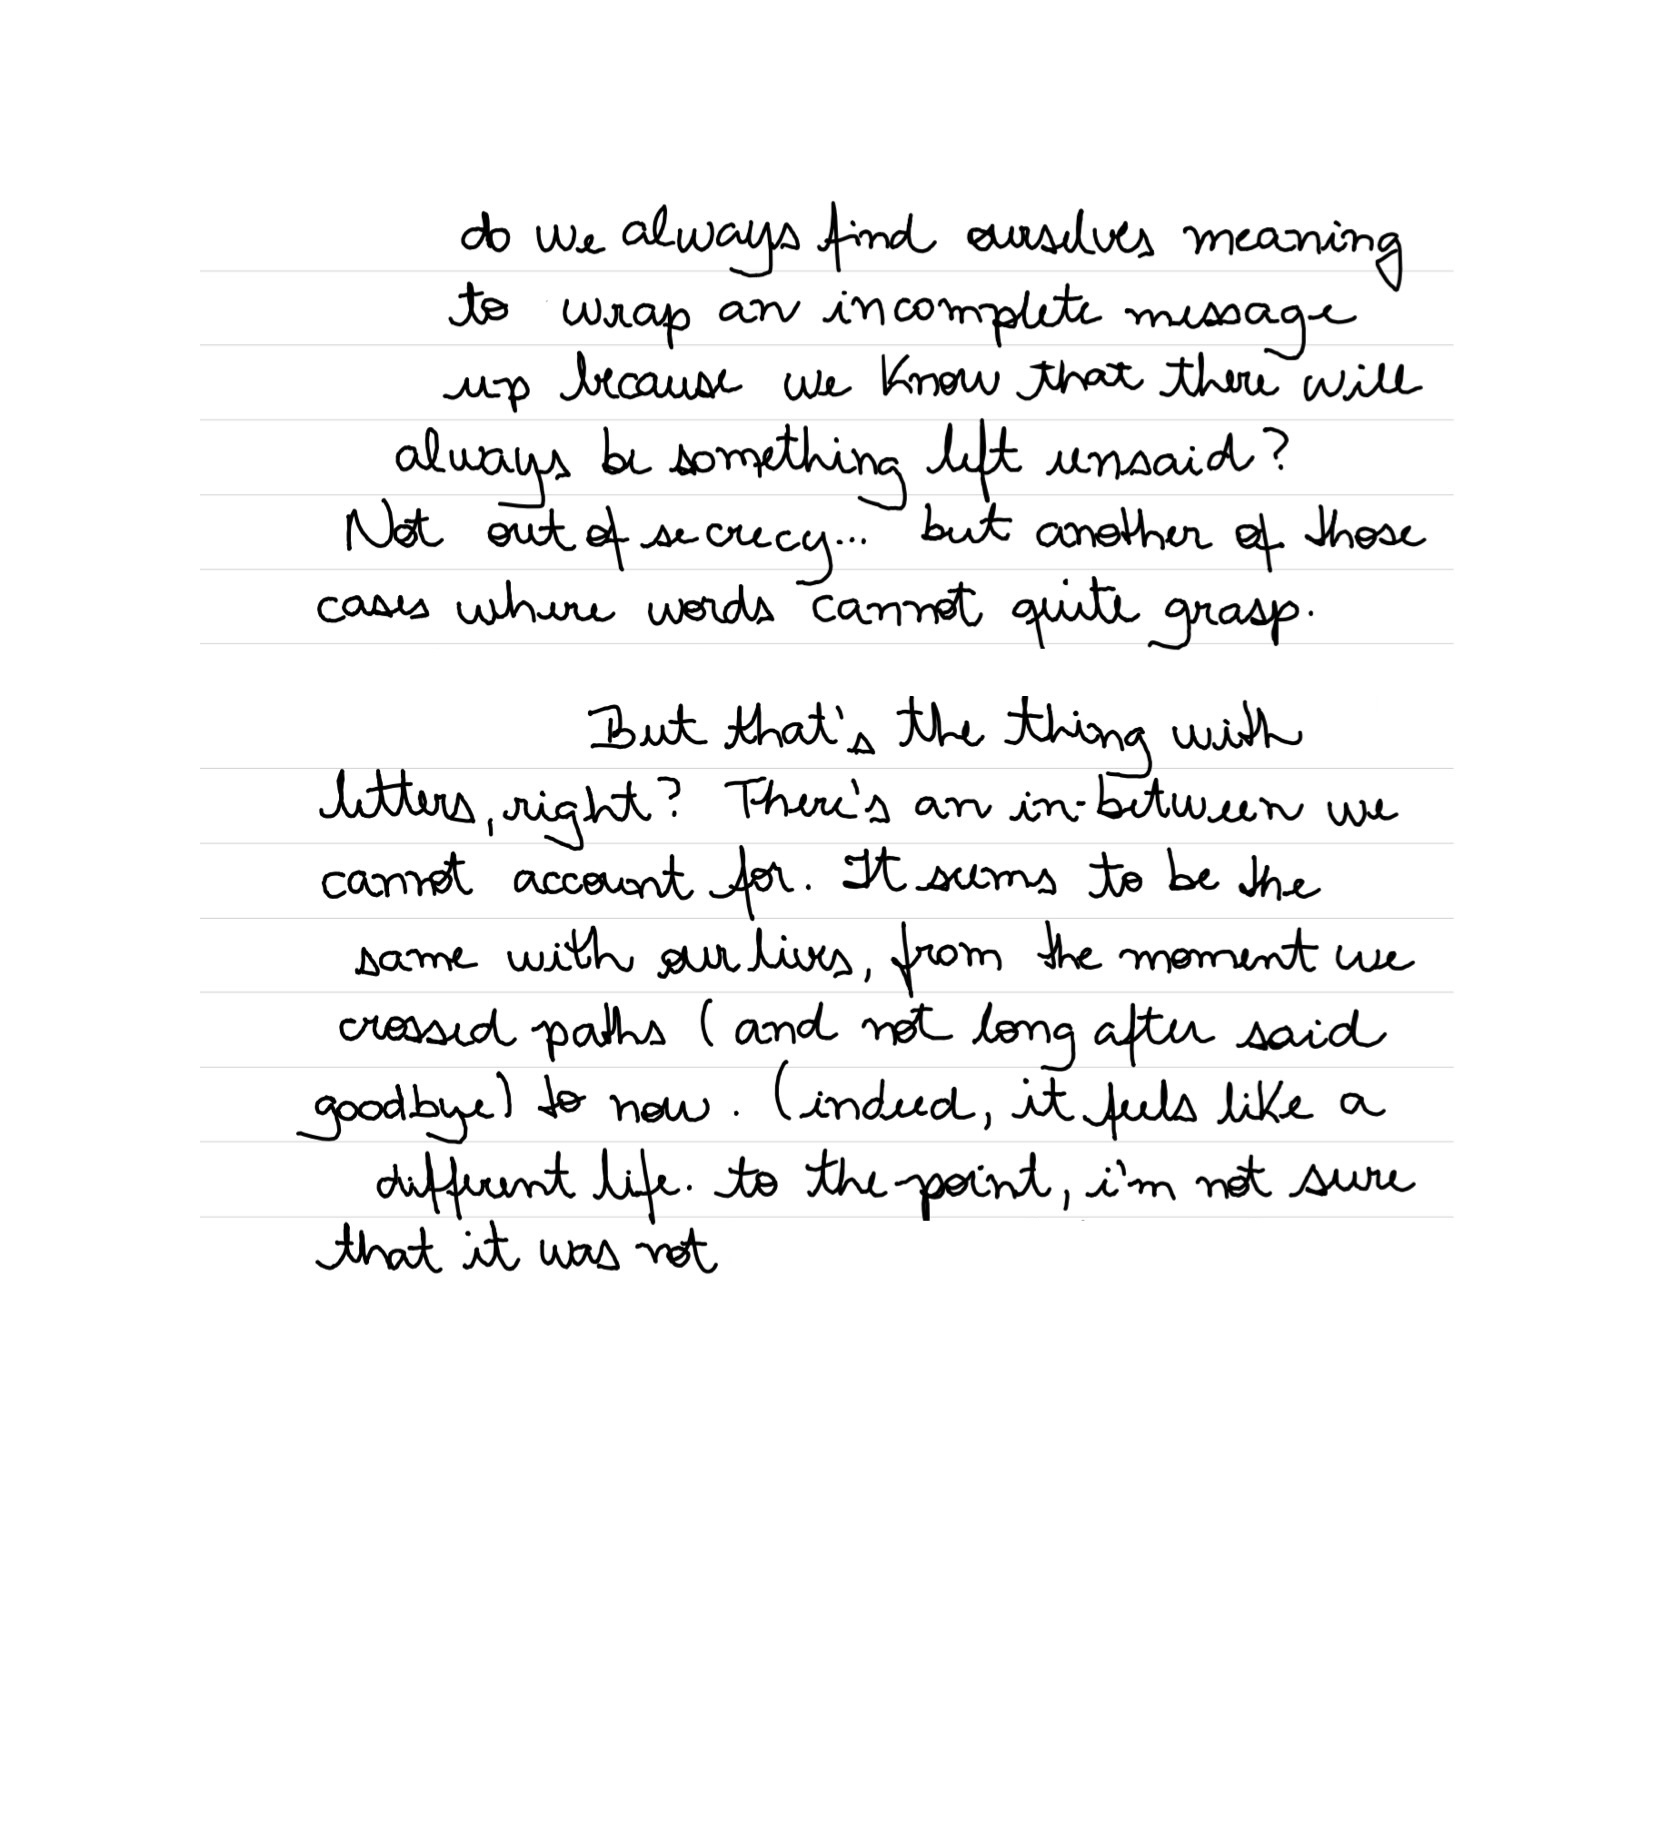 do we always find ourselves meaning
to wrap an incomplete message
up because we know that there will
always be something left unsaid?
Not out of secrecy... but another of those
cases where words cannot quite grasp.
But that's the thing with
letters, right? There's an in-between we
cannot account for. It seems to be the
same with our lives, from the moment we
crossed paths (and not long after said
goodbye) to now. (indeed, it feels like a
different life. to the point, i'm not sure
that it was not